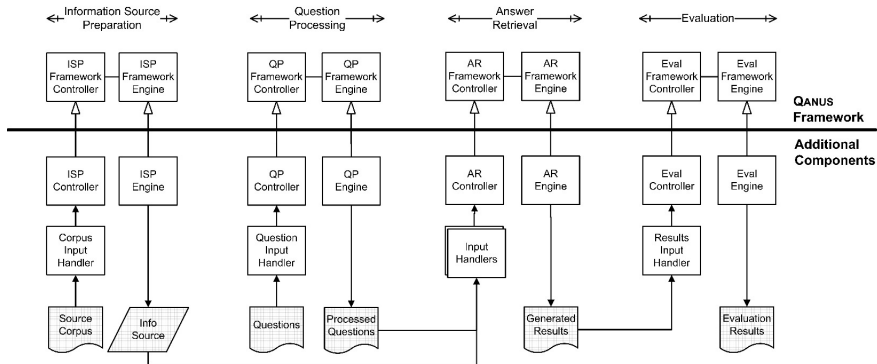 Information Source
Preparation
Question
Processing
Answer
Retrieval
Evaluation
ISP
Framework
Controller
ISP
Framework
Engine
QP
Framework
Controller
QP
Framework
Engine
AR
Framework
Controller
AR
Framework
Engine
Eval
Framework
Controller
Eval
Framework
Engine
QANUS
Framework
Additional
Components
ISP
Controller
ISP
Engine
QP
Controller
QP
Engine
AR
Controller
AR
Engine
Eval
Controller
Eval
Engine
Corpus
Input
Handler
Question
Input
Handler
Input
Handlers
Results
Input
Handler
Source
Corpus
Info
Source
Questions
Processed
Questions
Generated
Results
Evaluation
Results